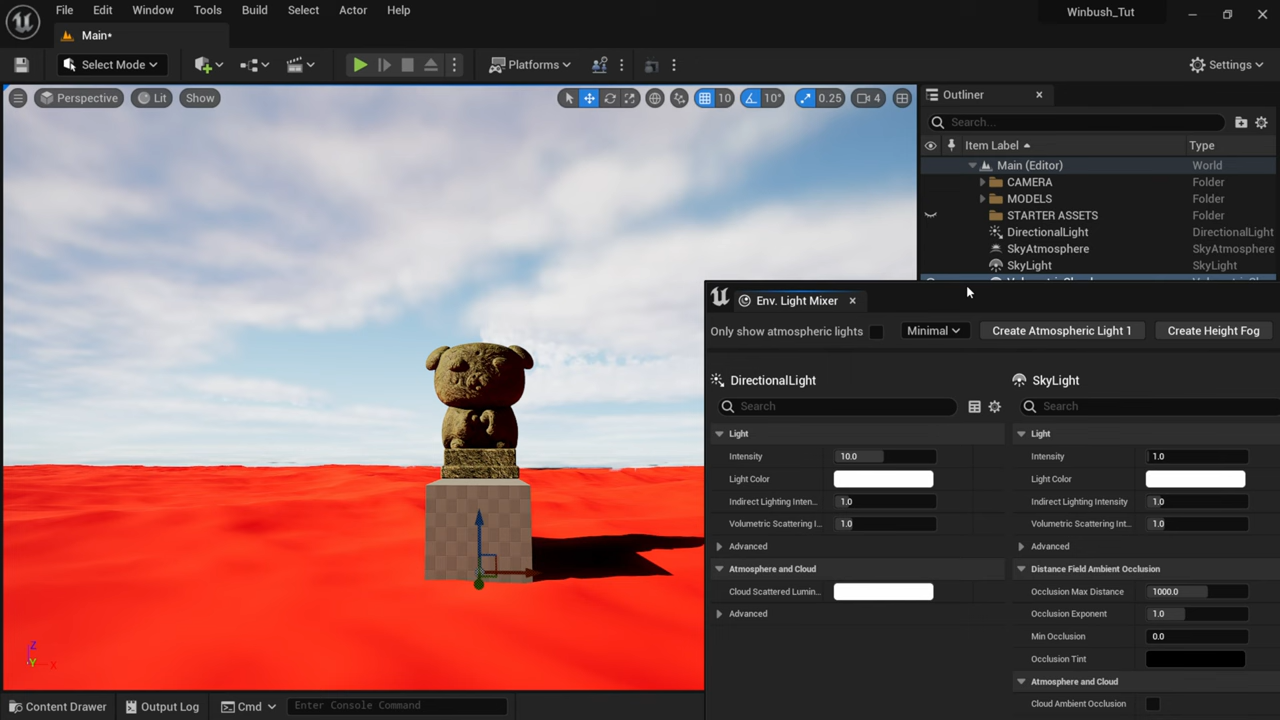 File Edit Window Tools Build Select Actor Help
Winbush_Tut
Main*
Select Mode
Platforms
Settings
Perspective Lit Show
10 10° 0.25 4
Outliner
Search...
Item Label Type
Main (Editor) World
CAMERA Folder
MODELS Folder
STARTER ASSETS Folder
DirectionalLight DirectionalLight
SkyAtmosphere SkyAtmosphere
SkyLight SkyLight
Env. Light Mixer
Only show atmospheric lights Minimal Create Atmospheric Light 1 Create Height Fog
DirectionalLight SkyLight
Search Search
Light Light
Intensity 10.0 Intensity 1.0
Light Color Light Color
Indirect Lighting Inten... 1.0 Indirect Lighting Intensity 1.0
Volumetric Scattering I... 1.0 Volumetric Scattering Int... 1.0
Advanced Advanced
Atmosphere and Cloud Distance Field Ambient Occlusion
Cloud Scattered Lumin... Occlusion Max Distance 1000.0
Advanced Occlusion Exponent 1.0
Min Occlusion 0.0
Occlusion Tint
Z
Y X
Atmosphere and Cloud
Cloud Ambient Occlusion
Content Drawer Output Log Cmd Enter Console Command